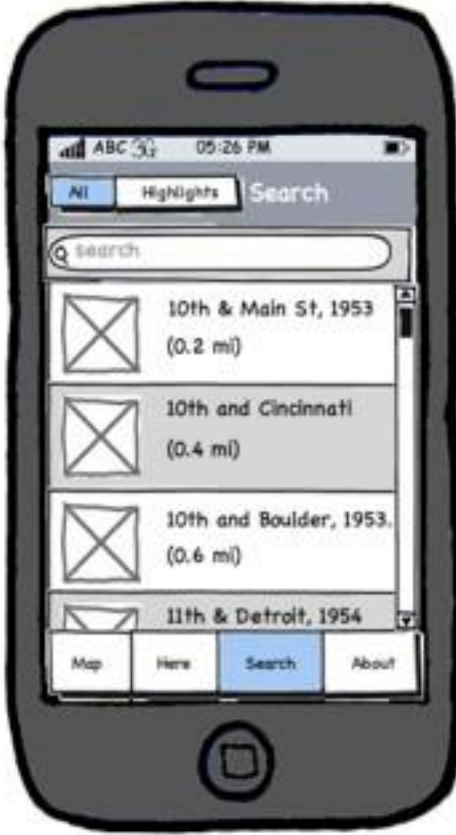 ABC 3G 05:26 PM
All Highlights Search
search
10th & Main St, 1953
(0.2 mi)
10th and Cincinnati
(0.4 mi)
10th and Boulder, 1953.
(0.6 mi)
11th & Detroit, 1954
Map Here Search About